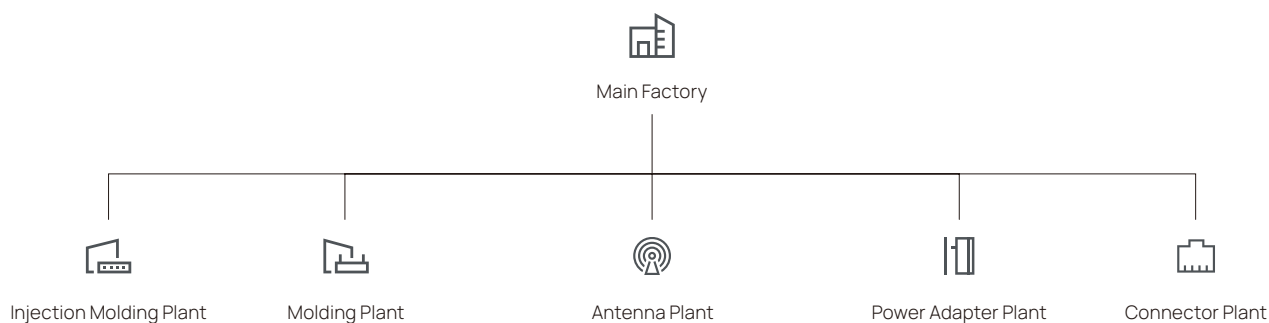 Main Factory
Injection Molding Plant
Molding Plant
Antenna Plant
Power Adapter Plant
Connector Plant